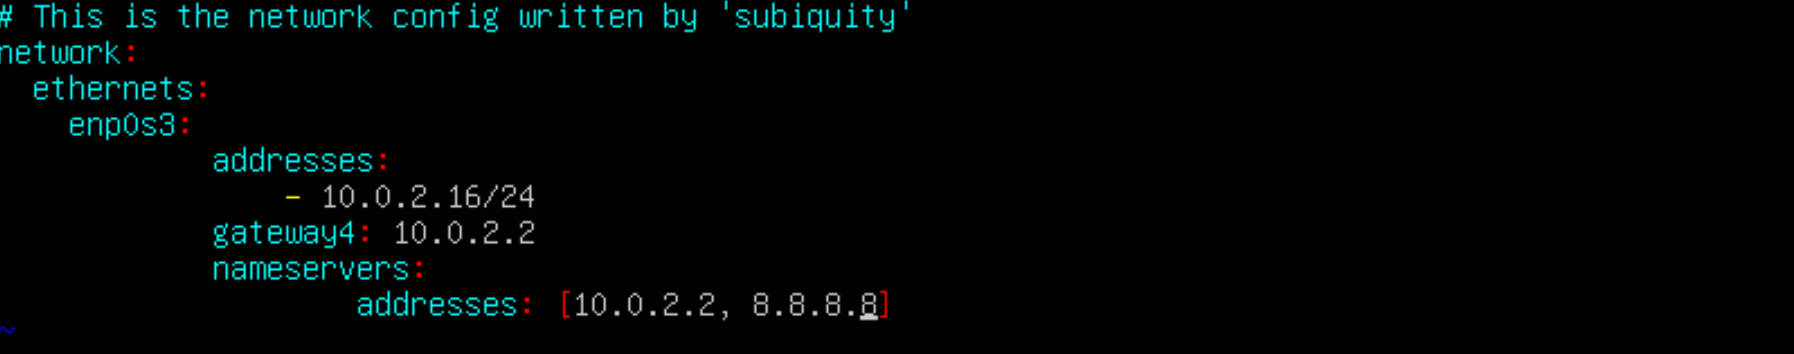 # This is the network config written by 'subiquity'
network:
  ethernets:
    enp0s3:
            addresses:
                - 10.0.2.16/24
            gateway4: 10.0.2.2
            nameservers:
                    addresses: [10.0.2.2, 8.8.8.8]
~